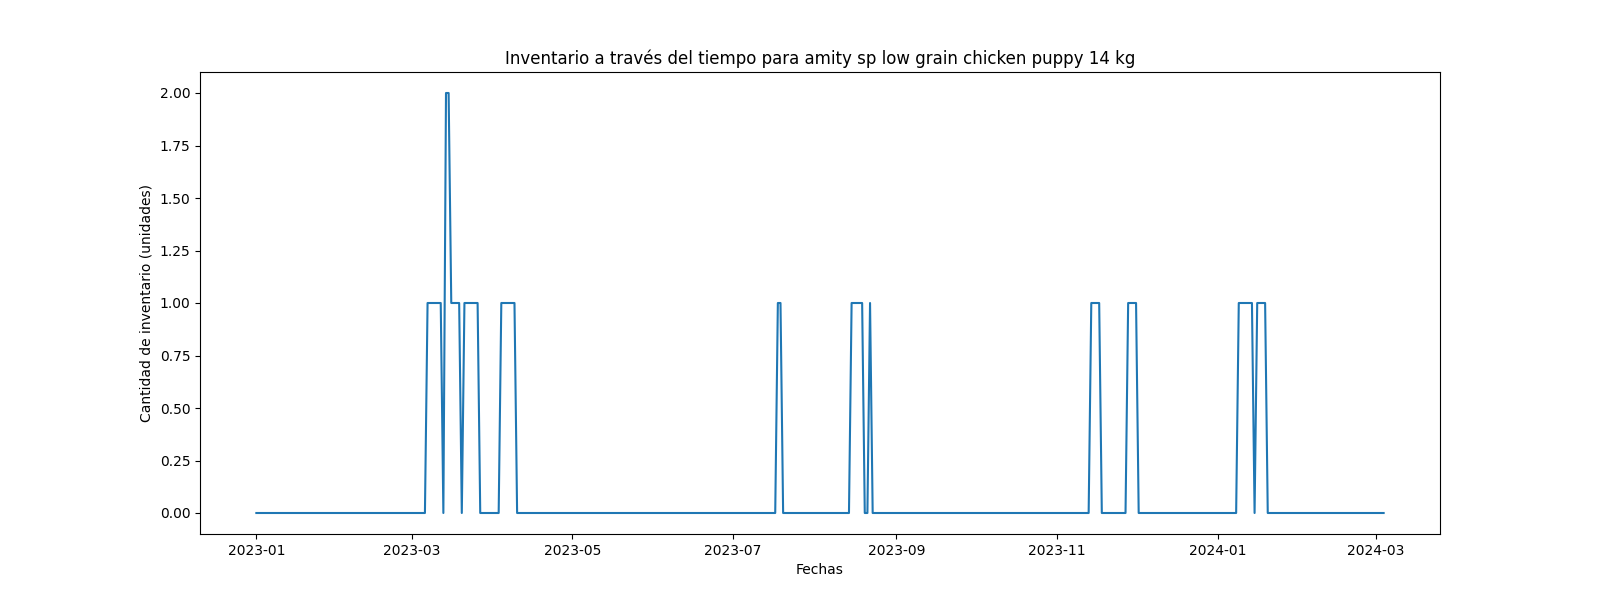 Inventario a través del tiempo para amity sp low grain chicken puppy 14 kg
Cantidad de inventario (unidades)
2.00
1.75
1.50
1.25
1.00
0.75
0.50
0.25
0.00
2023-01 2023-03 2023-05 2023-07 2023-09 2023-11 2024-01 2024-03
Fechas